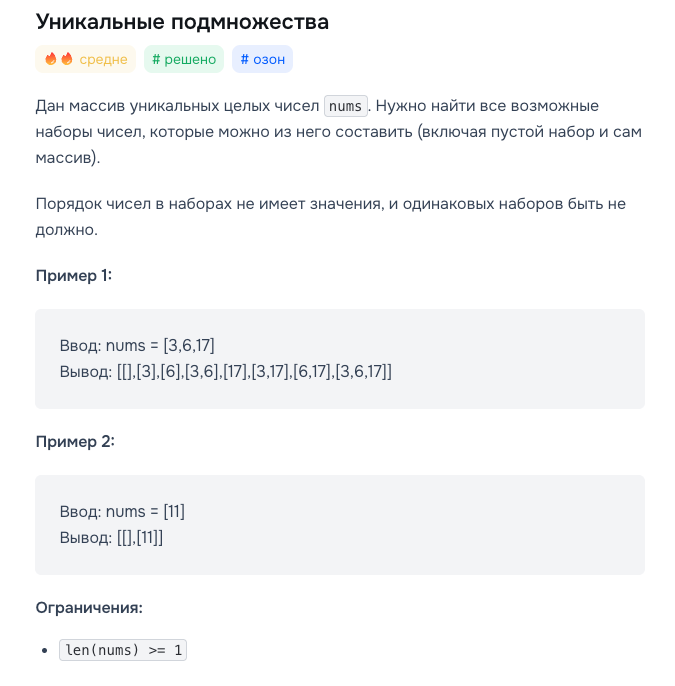 Уникальные подмножества
🔥🔥 средне # решено # озон
Дан массив уникальных целых чисел nums. Нужно найти все возможные
наборы чисел, которые можно из него составить (включая пустой набор и сам
массив).
Порядок чисел в наборах не имеет значения, и одинаковых наборов быть не
должно.
Пример 1:
Ввод: nums = [3,6,17]
Вывод: [[],[3],[6],[3,6],[17],[3,17],[6,17],[3,6,17]]
Пример 2:
Ввод: nums = [11]
Вывод: [[],[11]]
Ограничения:
• len(nums) >= 1